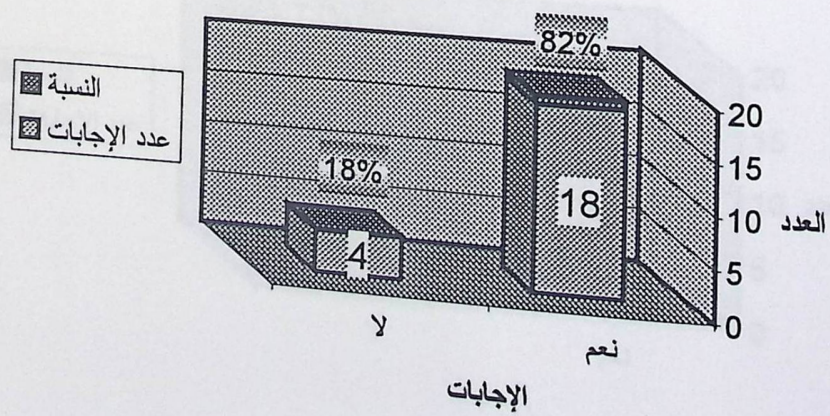 82%
18%
النسبة
عدد الإجابات
20
15
10
5
0
العدد
18
4
نعم
لا
الإجابات